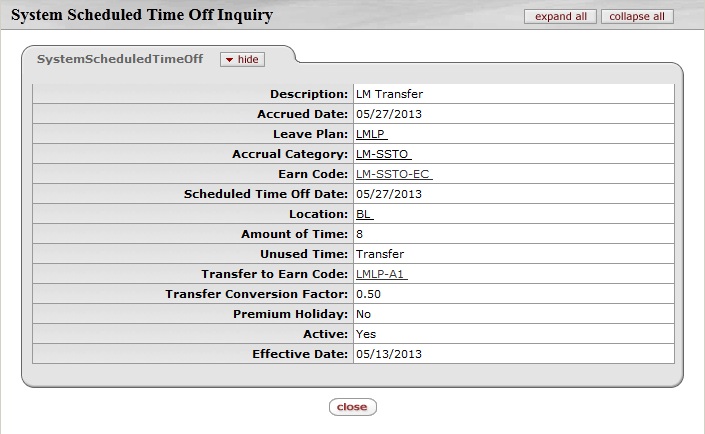 System Scheduled Time Off Inquiry expand all collapse all
SystemScheduledTimeOff hide
Description: LM Transfer
Accrued Date: 05/27/2013
Leave Plan: LMLP
Accrual Category: LM-SSTO
Earn Code: LM-SSTO-EC
Scheduled Time Off Date: 05/27/2013
Location: BL
Amount of Time: 8
Unused Time: Transfer
Transfer to Earn Code: LMLP-A1
Transfer Conversion Factor: 0.50
Premium Holiday: No
Active: Yes
Effective Date: 05/13/2013
close